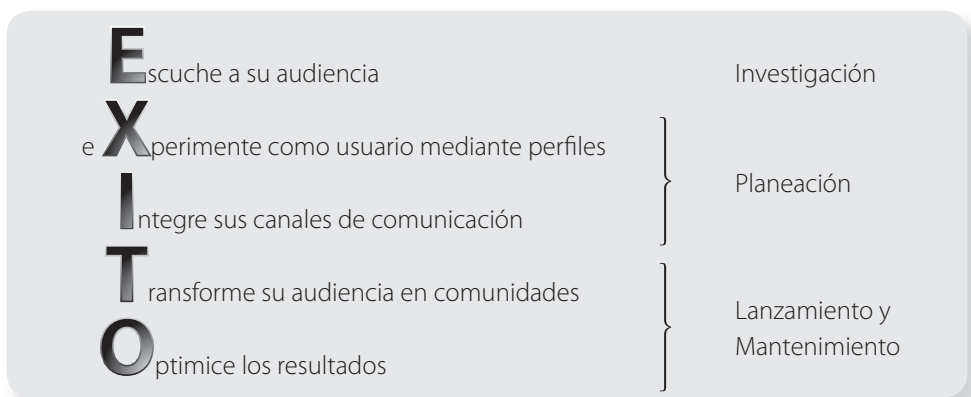 Escuche a su audiencia
Investigación
e Xperimente como usuario mediante perfiles
Planeación
Integre sus canales de comunicación
Transforme su audiencia en comunidades
Lanzamiento y
Mantenimiento
Optimice los resultados